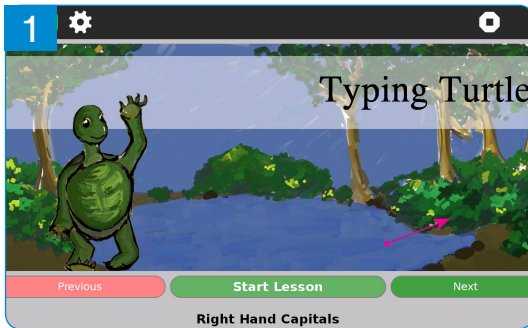 1
Typing Turtle
Previous
Start Lesson
Next
Right Hand Capitals